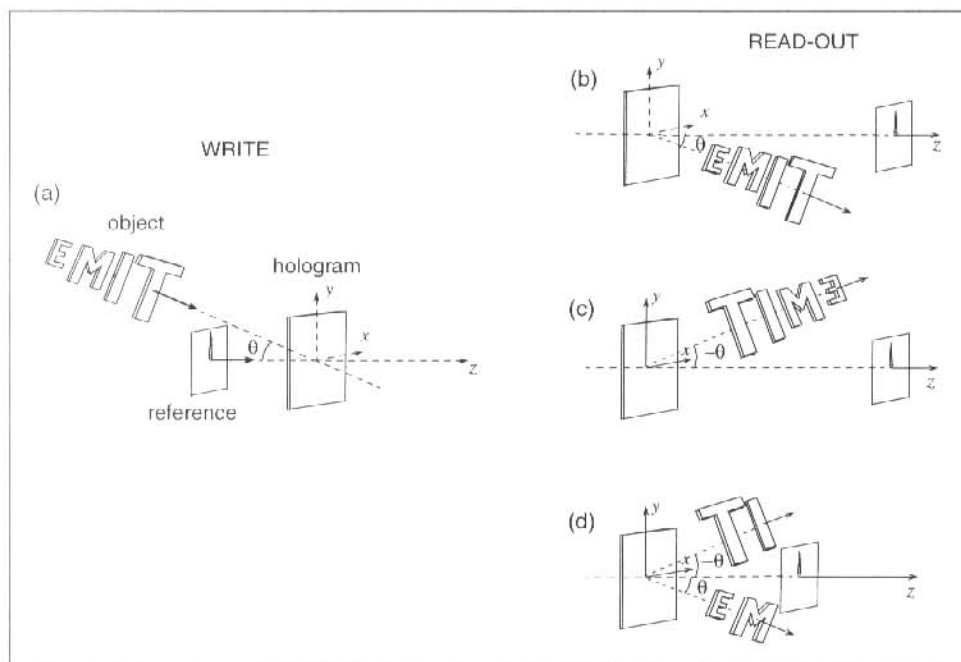 WRITE
(a)
object
EMIT
hologram
y
x
θ
z
reference
READ-OUT
(b)
y
x
θ
EMIT
z
(c)
y
x
-θ
TIME
z
(d)
y
x
-θ
θ
TI
EM
z